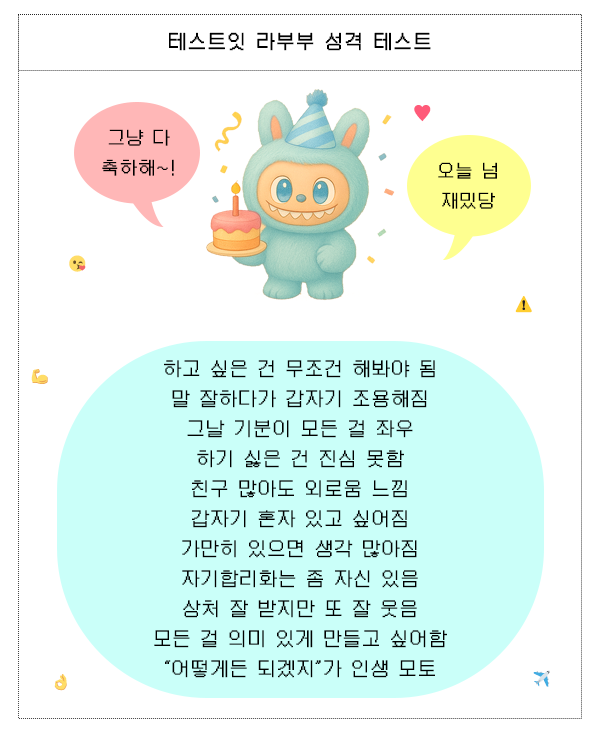 테스트잇 라부부 성격 테스트
그냥 다
축하해~!
오늘 넘
재밌당
하고 싶은 건 무조건 해봐야 됨
말 잘하다가 갑자기 조용해짐
그날 기분이 모든 걸 좌우
하기 싫은 건 진심 못함
친구 많아도 외로움 느낌
갑자기 혼자 있고 싶어짐
가만히 있으면 생각 많아짐
자기합리화는 좀 자신 있음
상처 잘 받지만 또 잘 웃음
모든 걸 의미 있게 만들고 싶어함
“어떻게든 되겠지”가 인생 모토